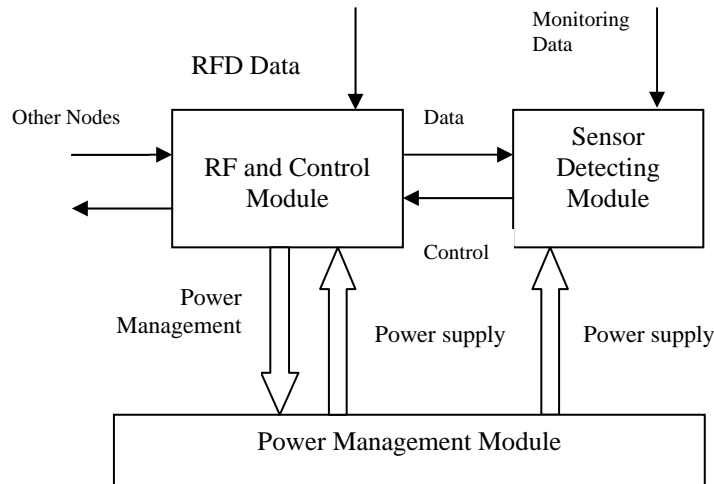 Monitoring
Data
RFD Data
Other Nodes
Data
RF and Control
Module
Sensor
Detecting
Module
Control
Power
Management
Power supply
Power supply
Power Management Module